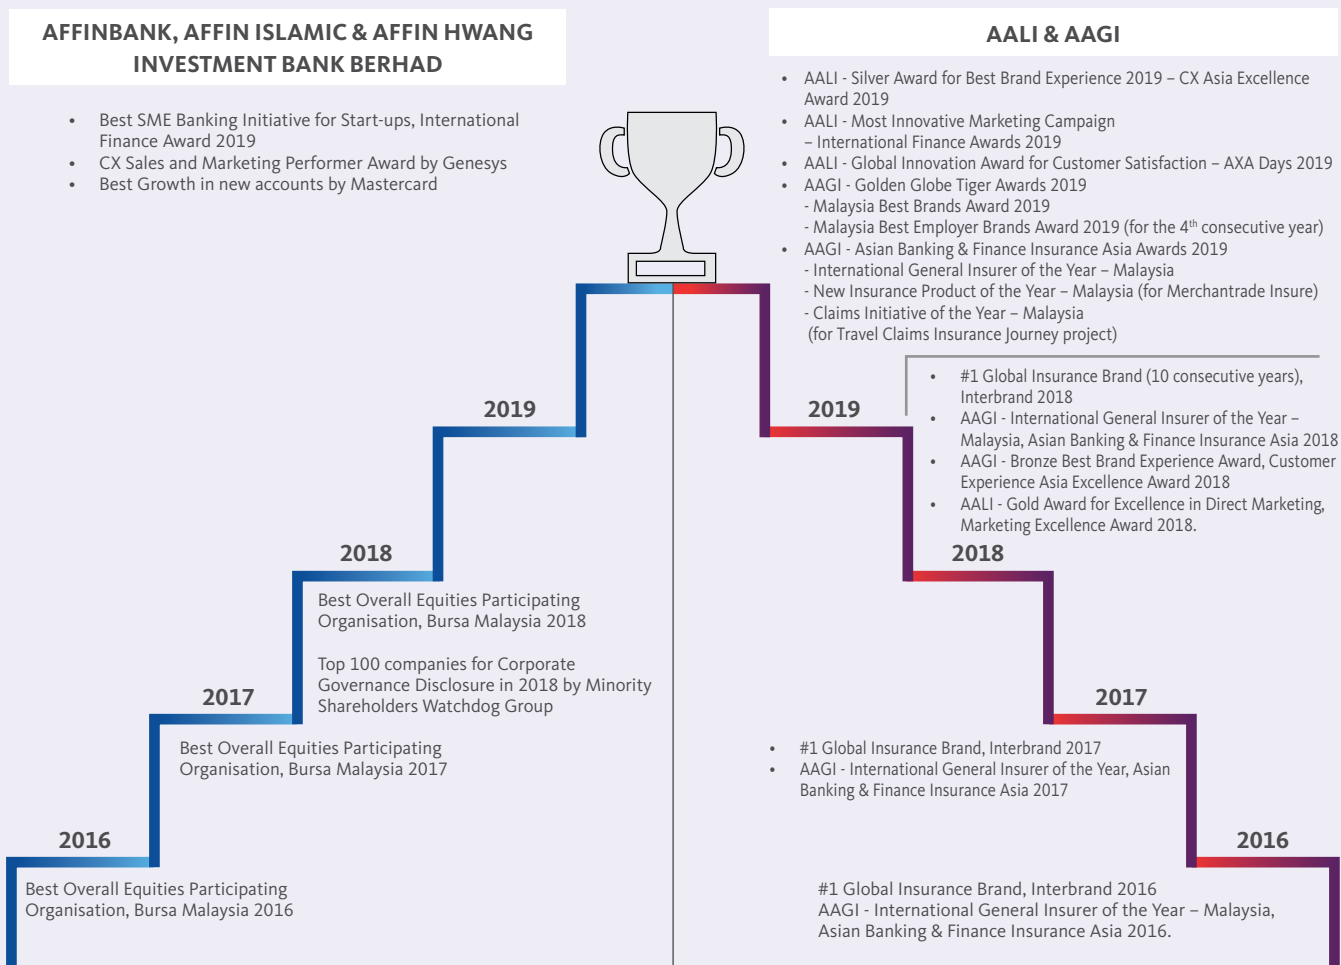 AFFINBANK, AFFIN ISLAMIC & AFFIN HWANG
INVESTMENT BANK BERHAD
• Best SME Banking Initiative for Start-ups, International
Finance Award 2019
• CX Sales and Marketing Performer Award by Genesys
• Best Growth in new accounts by Mastercard
2019
2018
Best Overall Equities Participating
Organisation, Bursa Malaysia 2018
Top 100 companies for Corporate
Governance Disclosure in 2018 by Minority
Shareholders Watchdog Group
2017
Best Overall Equities Participating
Organisation, Bursa Malaysia 2017
2016
Best Overall Equities Participating
Organisation, Bursa Malaysia 2016
AALI & AAGI
• AALI - Silver Award for Best Brand Experience 2019 – CX Asia Excellence
Award 2019
• AALI - Most Innovative Marketing Campaign
– International Finance Awards 2019
• AALI - Global Innovation Award for Customer Satisfaction – AXA Days 2019
• AAGI - Golden Globe Tiger Awards 2019
- Malaysia Best Brands Award 2019
- Malaysia Best Employer Brands Award 2019 (for the 4th consecutive year)
• AAGI - Asian Banking & Finance Insurance Asia Awards 2019
- International General Insurer of the Year – Malaysia
- New Insurance Product of the Year – Malaysia (for Merchantrade Insure)
- Claims Initiative of the Year – Malaysia
(for Travel Claims Insurance Journey project)
2019
• #1 Global Insurance Brand (10 consecutive years),
Interbrand 2018
• AAGI - International General Insurer of the Year –
Malaysia, Asian Banking & Finance Insurance Asia 2018
• AAGI - Bronze Best Brand Experience Award, Customer
Experience Asia Excellence Award 2018
• AALI - Gold Award for Excellence in Direct Marketing,
Marketing Excellence Award 2018.
2018
2017
• #1 Global Insurance Brand, Interbrand 2017
• AAGI - International General Insurer of the Year, Asian
Banking & Finance Insurance Asia 2017
2016
#1 Global Insurance Brand, Interbrand 2016
AAGI - International General Insurer of the Year – Malaysia,
Asian Banking & Finance Insurance Asia 2016.